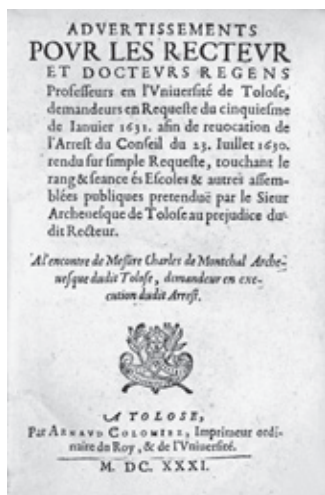 ADVERTISSEMENTS
POVR LES RECTEVR
ET DOCTEVRS REGENS
Professeurs en l'Vniuersité de Tolose,
demandeurs en Requeste du cinquiesme
de Ianuier 1631. afin de reuocation de
l'Arrest du Conseil du 23. Iuillet 1630.
rendu sur simple Requeste, touchant le
rang & seance és Escoles & autres assem-
blées publiques pretenduë par le Sieur
Archeuesque de Tolose au prejudice du-
dit Recteur.
A l'encontre de Messire Charles de Montchal Arche-
uesque dudit Tolose, demandeur en exe-
cution dudit Arrest.
A TOLOSE,
Par ARNAVD COLOMIEZ, Imprimeur ordi-
naire du Roy, & de l'Vniuersité.
M. DC. XXXI.